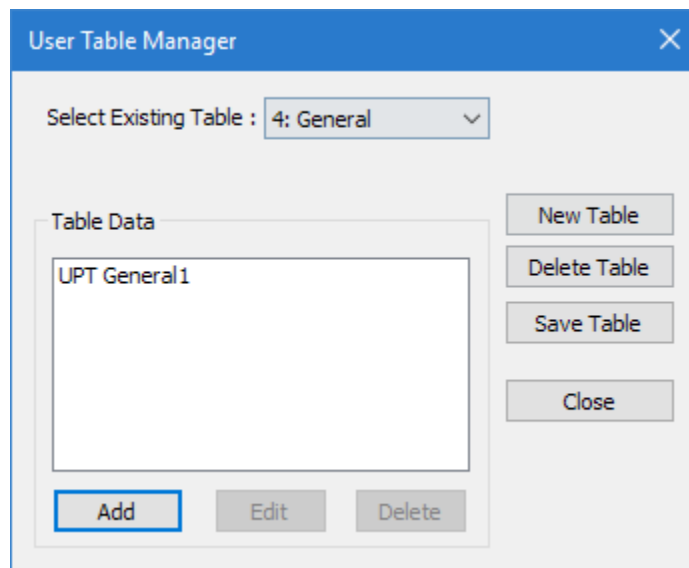 User Table Manager
Select Existing Table : 4: General
Table Data
UPT General1
New Table
Delete Table
Save Table
Close
Add Edit Delete